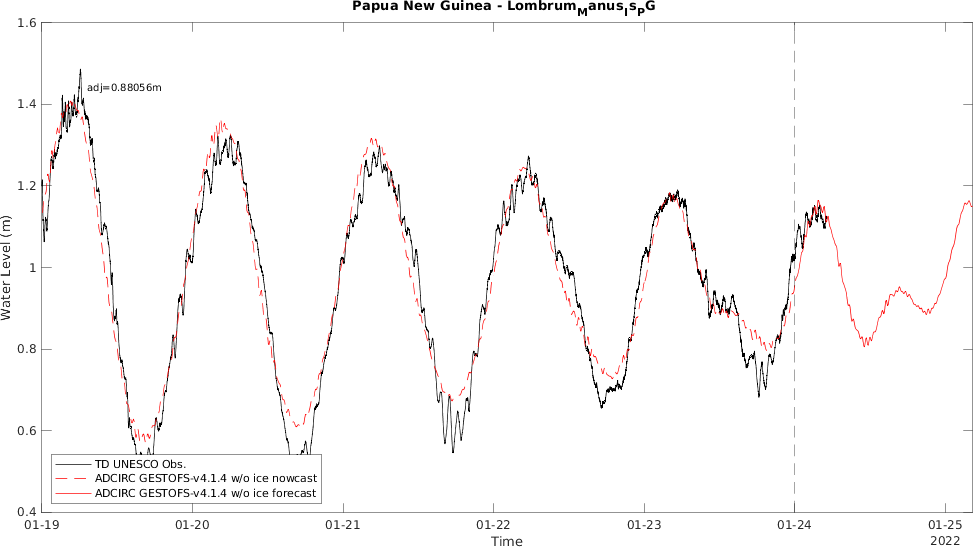 Papua New Guinea - LombrumManusIsPG
1.6
1.4
1.2
1
0.8
0.6
0.4
Water Level (m)
adj=0.88056m
TD UNESCO Obs.
ADCIRC GESTOFS-v4.1.4 w/o ice nowcast
ADCIRC GESTOFS-v4.1.4 w/o ice forecast
01-19
01-20
01-21
01-22
01-23
01-24
01-25
Time
2022